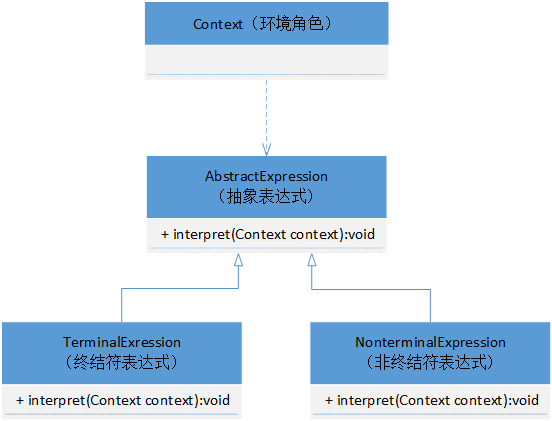 Context（环境角色）
AbstractExpression
（抽象表达式）
+ interpret(Context context):void
TerminalExression
（终结符表达式）
+ interpret(Context context):void
NonterminalExpression
（非终结符表达式）
+ interpret(Context context):void